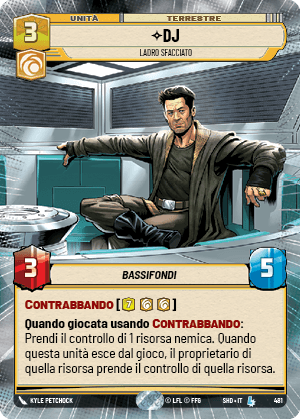 UNITÀ
TERRESTRE
3
✧DJ
LADRO SFACCIATO
3
BASSIFONDI
5
CONTRABBANDO [7]
Quando giocata usando CONTRABBANDO:
Prendi il controllo di 1 risorsa nemica. Quando
questa unità esce dal gioco, il proprietario di
quella risorsa prende il controllo di quella risorsa.
KYLE PETCHOCK
© LFL © FFG
SHD • IT
L
481